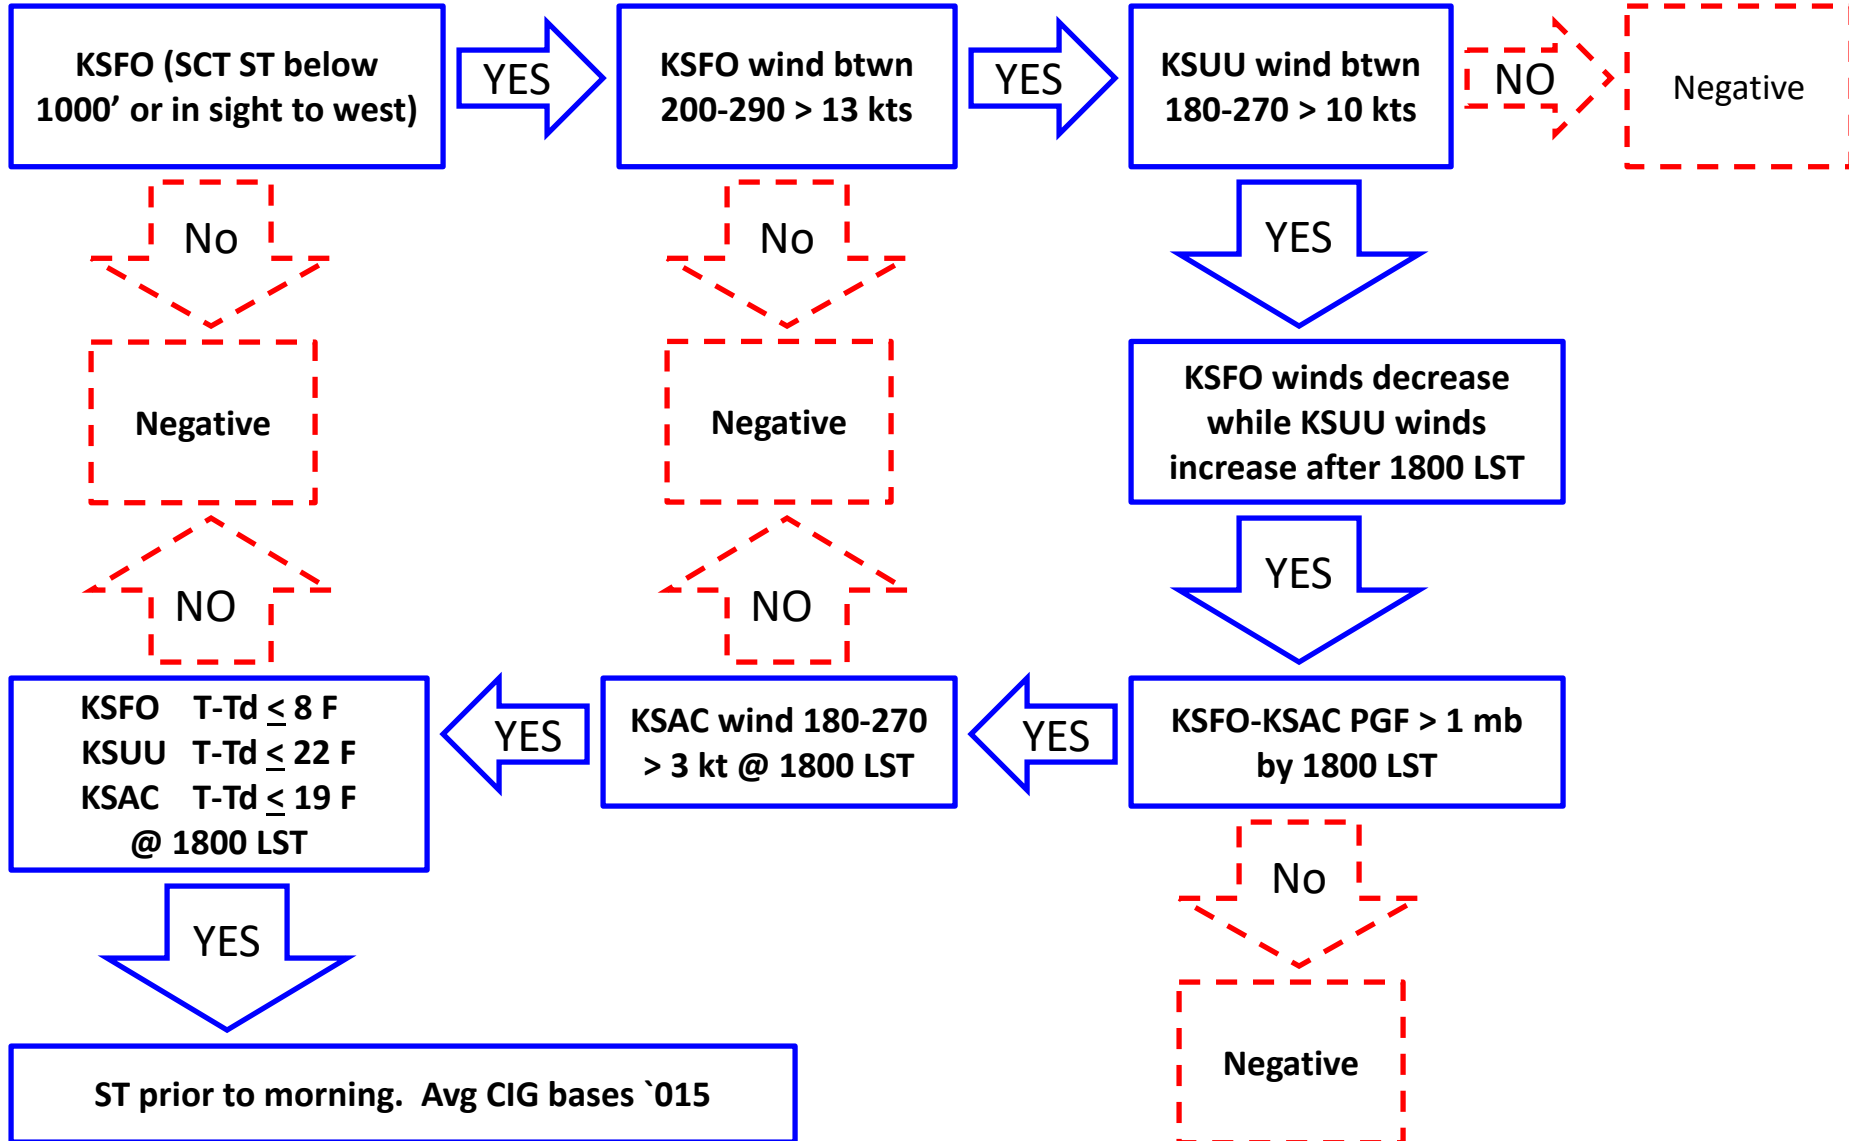 KSFO (SCT ST below
1000’ or in sight to west)
YES
KSFO wind btwn
200-290 > 13 kts
YES
KSUU wind btwn
180-270 > 10 kts
NO
Negative
No
No
YES
Negative
Negative
KSFO winds decrease
while KSUU winds
increase after 1800 LST
NO
NO
YES
KSFO T-Td ≤ 8 F
KSUU T-Td ≤ 22 F
KSAC T-Td ≤ 19 F
@ 1800 LST
YES
KSAC wind 180-270
> 3 kt @ 1800 LST
YES
KSFO-KSAC PGF > 1 mb
by 1800 LST
YES
No
ST prior to morning. Avg CIG bases `015
Negative